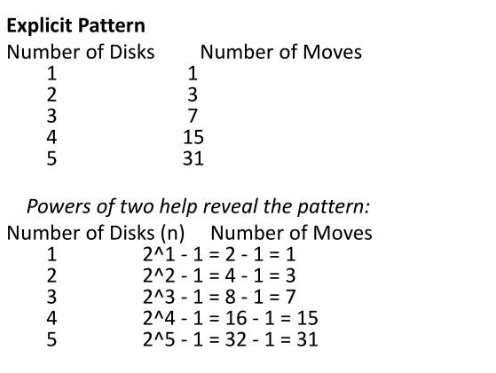 Explicit Pattern
Number of Disks Number of Moves
1 1
2 3
3 7
4 15
5 31
Powers of two help reveal the pattern:
Number of Disks (n) Number of Moves
1 2^1 - 1 = 2 - 1 = 1
2 2^2 - 1 = 4 - 1 = 3
3 2^3 - 1 = 8 - 1 = 7
4 2^4 - 1 = 16 - 1 = 15
5 2^5 - 1 = 32 - 1 = 31